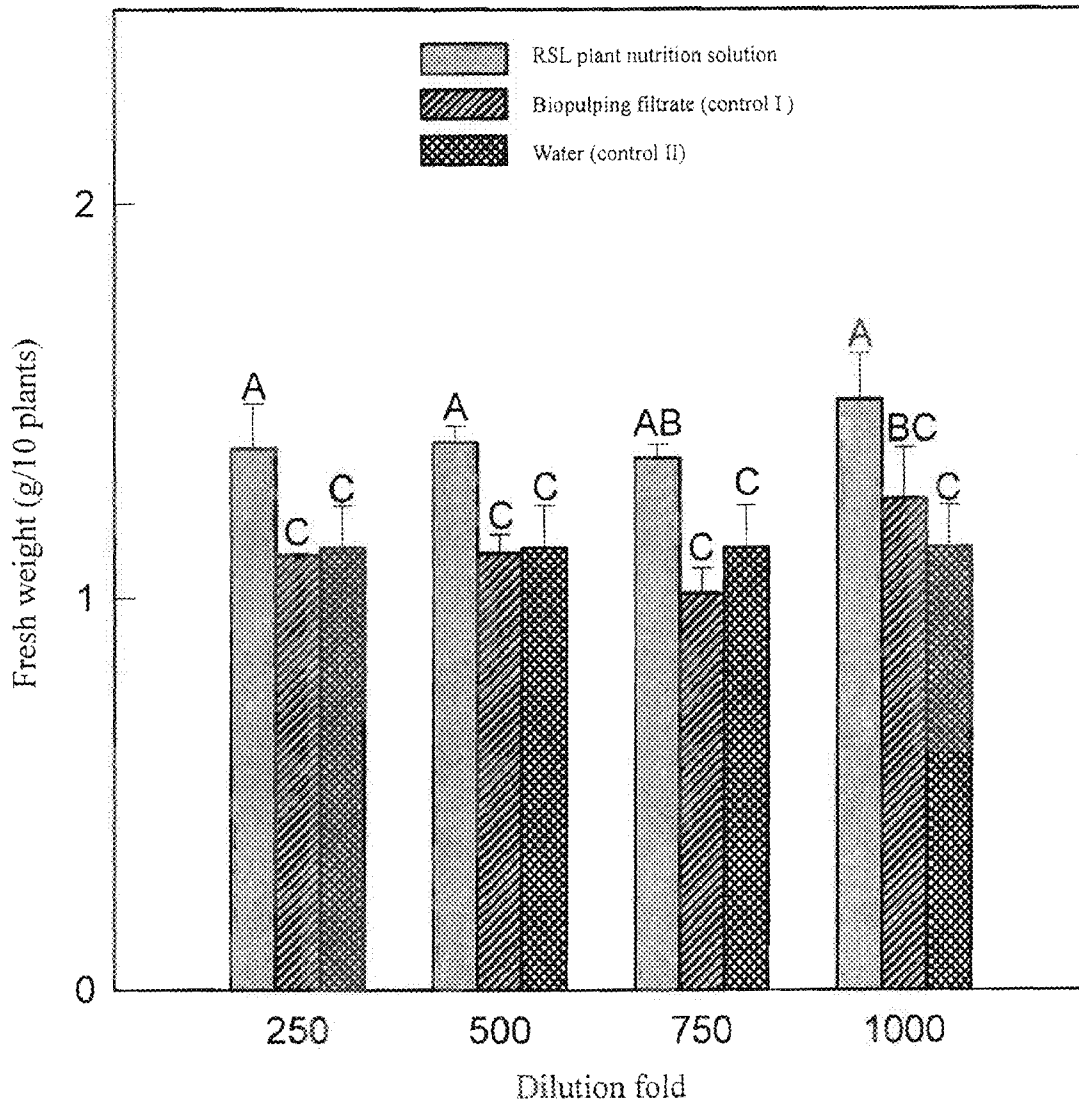 RSL plant nutrition solution
Biopulping filtrate (control I )
Water (control II)
2
1
0
Fresh weight (g/10 plants)
A
C
C
A
C
C
AB
C
C
A
BC
C
250
500
750
1000
Dilution fold